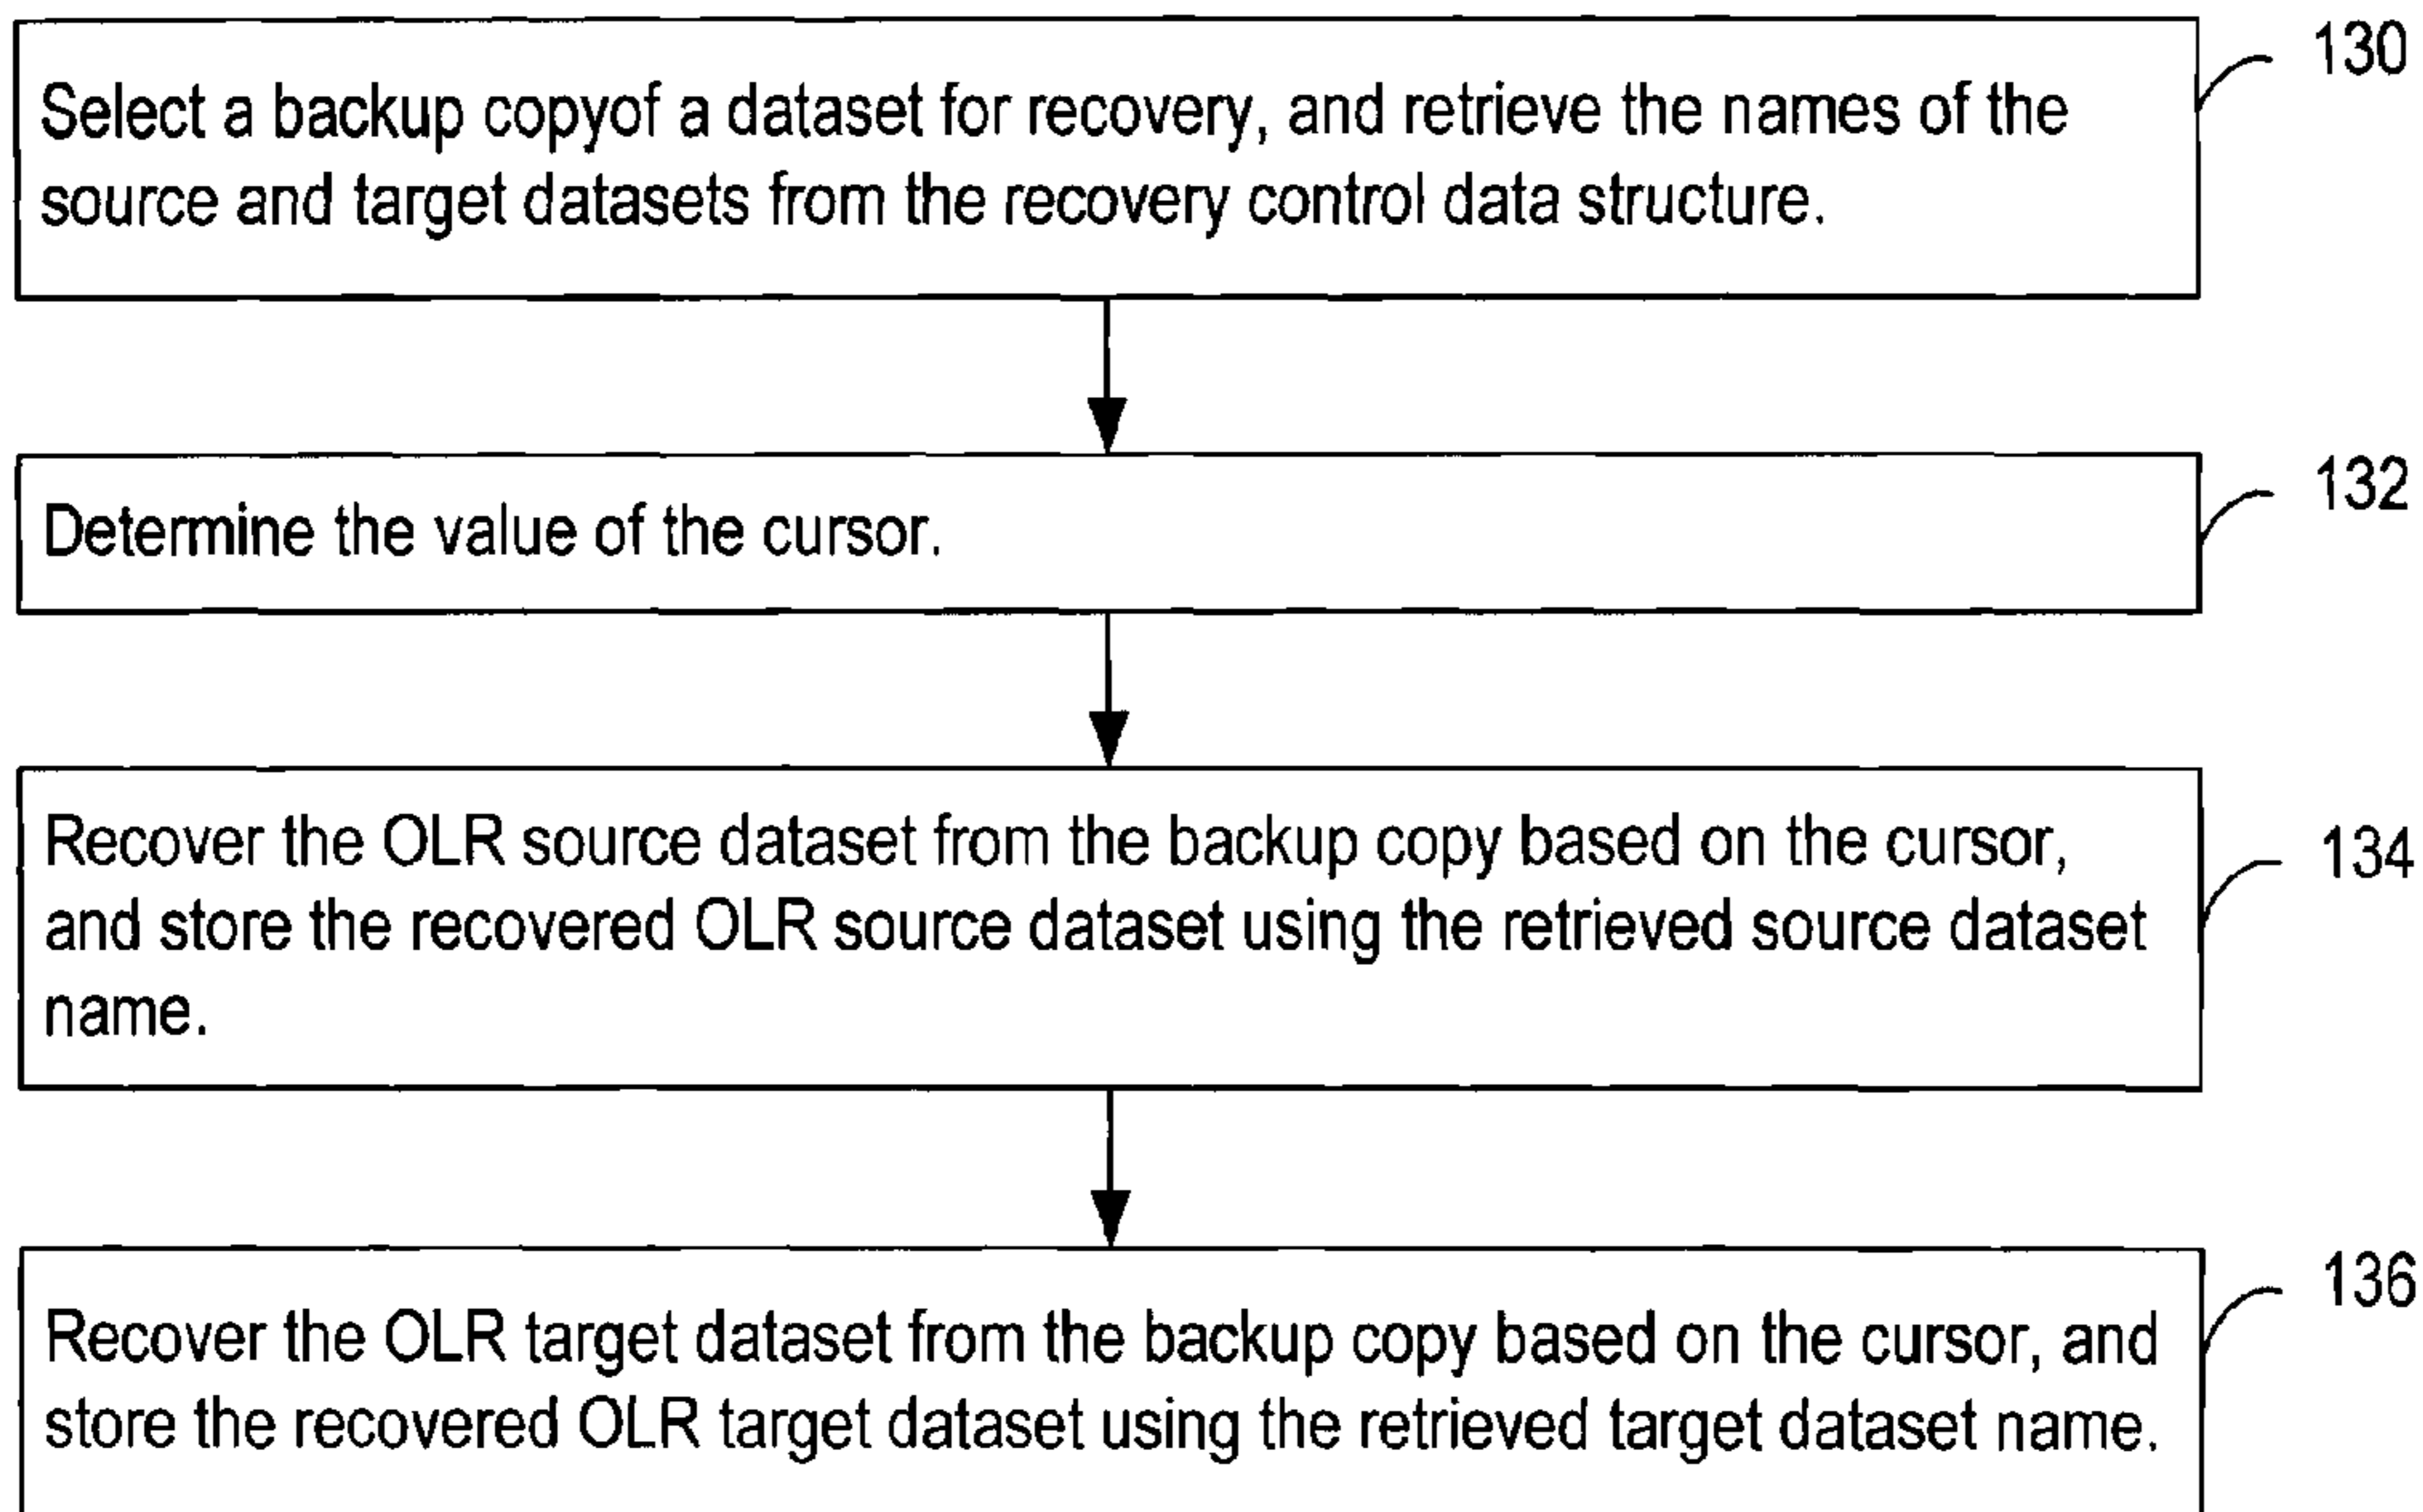 130
Select a backup copyof a dataset for recovery, and retrieve the names of the
source and target datasets from the recovery control data structure.
132
Determine the value of the cursor.
134
Recover the OLR source dataset from the backup copy based on the cursor,
and store the recovered OLR source dataset using the retrieved source dataset
name.
136
Recover the OLR target dataset from the backup copy based on the cursor, and
store the recovered OLR target dataset using the retrieved target dataset name.